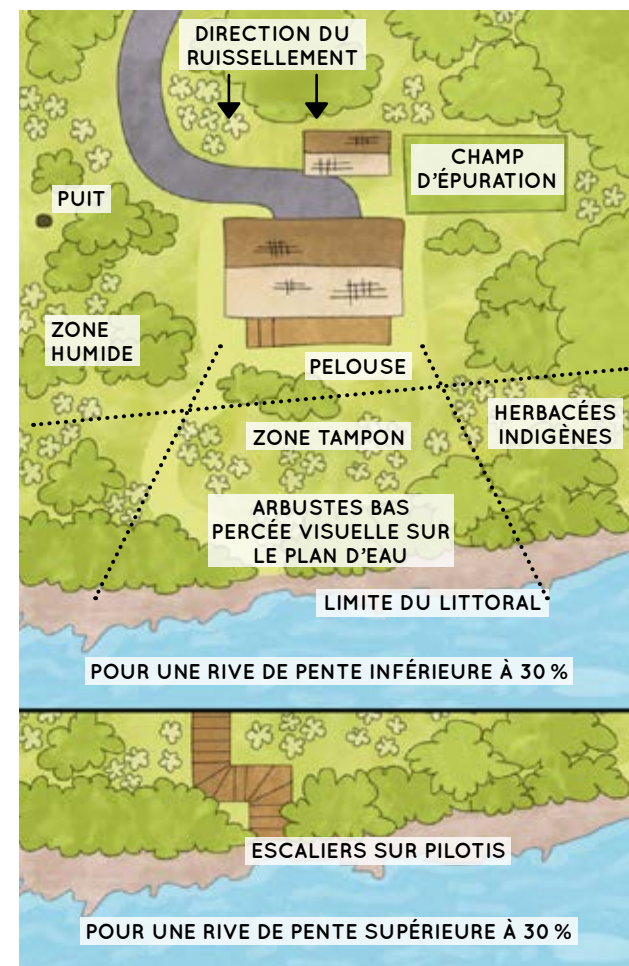 DIRECTION DU
RUISSELLEMENT
CHAMP
D'ÉPURATION
PUIT
ZONE
HUMIDE
PELOUSE
HERBACÉES
INDIGÈNES
ZONE TAMPON
ARBUSTES BAS
PERCÉE VISUELLE SUR
LE PLAN D'EAU
LIMITE DU LITTORAL
POUR UNE RIVE DE PENTE INFÉRIEURE À 30 %
ESCALIERS SUR PILOTIS
POUR UNE RIVE DE PENTE SUPÉRIEURE À 30 %